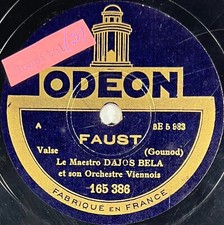 ODEON
A
BE 5 983
FAUST
Valse (Gounod)
Le Maestro DAJOS BELA
et son Orchestre Viennois
165 386
FABRIQUÉ EN FRANCE